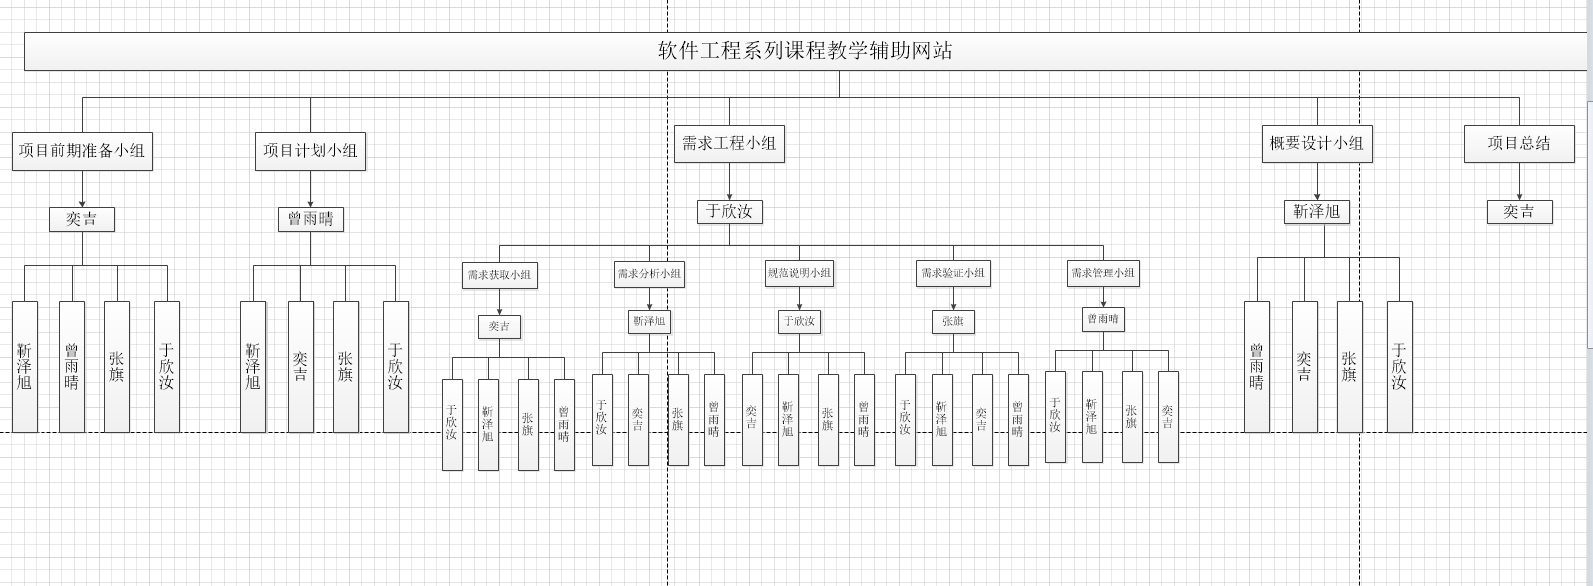 软件工程系列课程教学辅助网站
项目前期准备小组
项目计划小组
需求工程小组
概要设计小组
项目总结
奕吉
曾雨晴
于欣汝
靳泽旭
奕吉
需求获取小组
需求分析小组
规范说明小组
需求验证小组
需求管理小组
奕吉
靳泽旭
于欣汝
张旗
曾雨晴
靳泽旭
曾雨晴
张旗
于欣汝
靳泽旭
奕吉
张旗
于欣汝
于欣汝
靳泽旭
张旗
曾雨晴
于欣汝
奕吉
张旗
曾雨晴
奕吉
靳泽旭
张旗
曾雨晴
于欣汝
靳泽旭
奕吉
曾雨晴
于欣汝
靳泽旭
张旗
奕吉
曾雨晴
奕吉
张旗
于欣汝